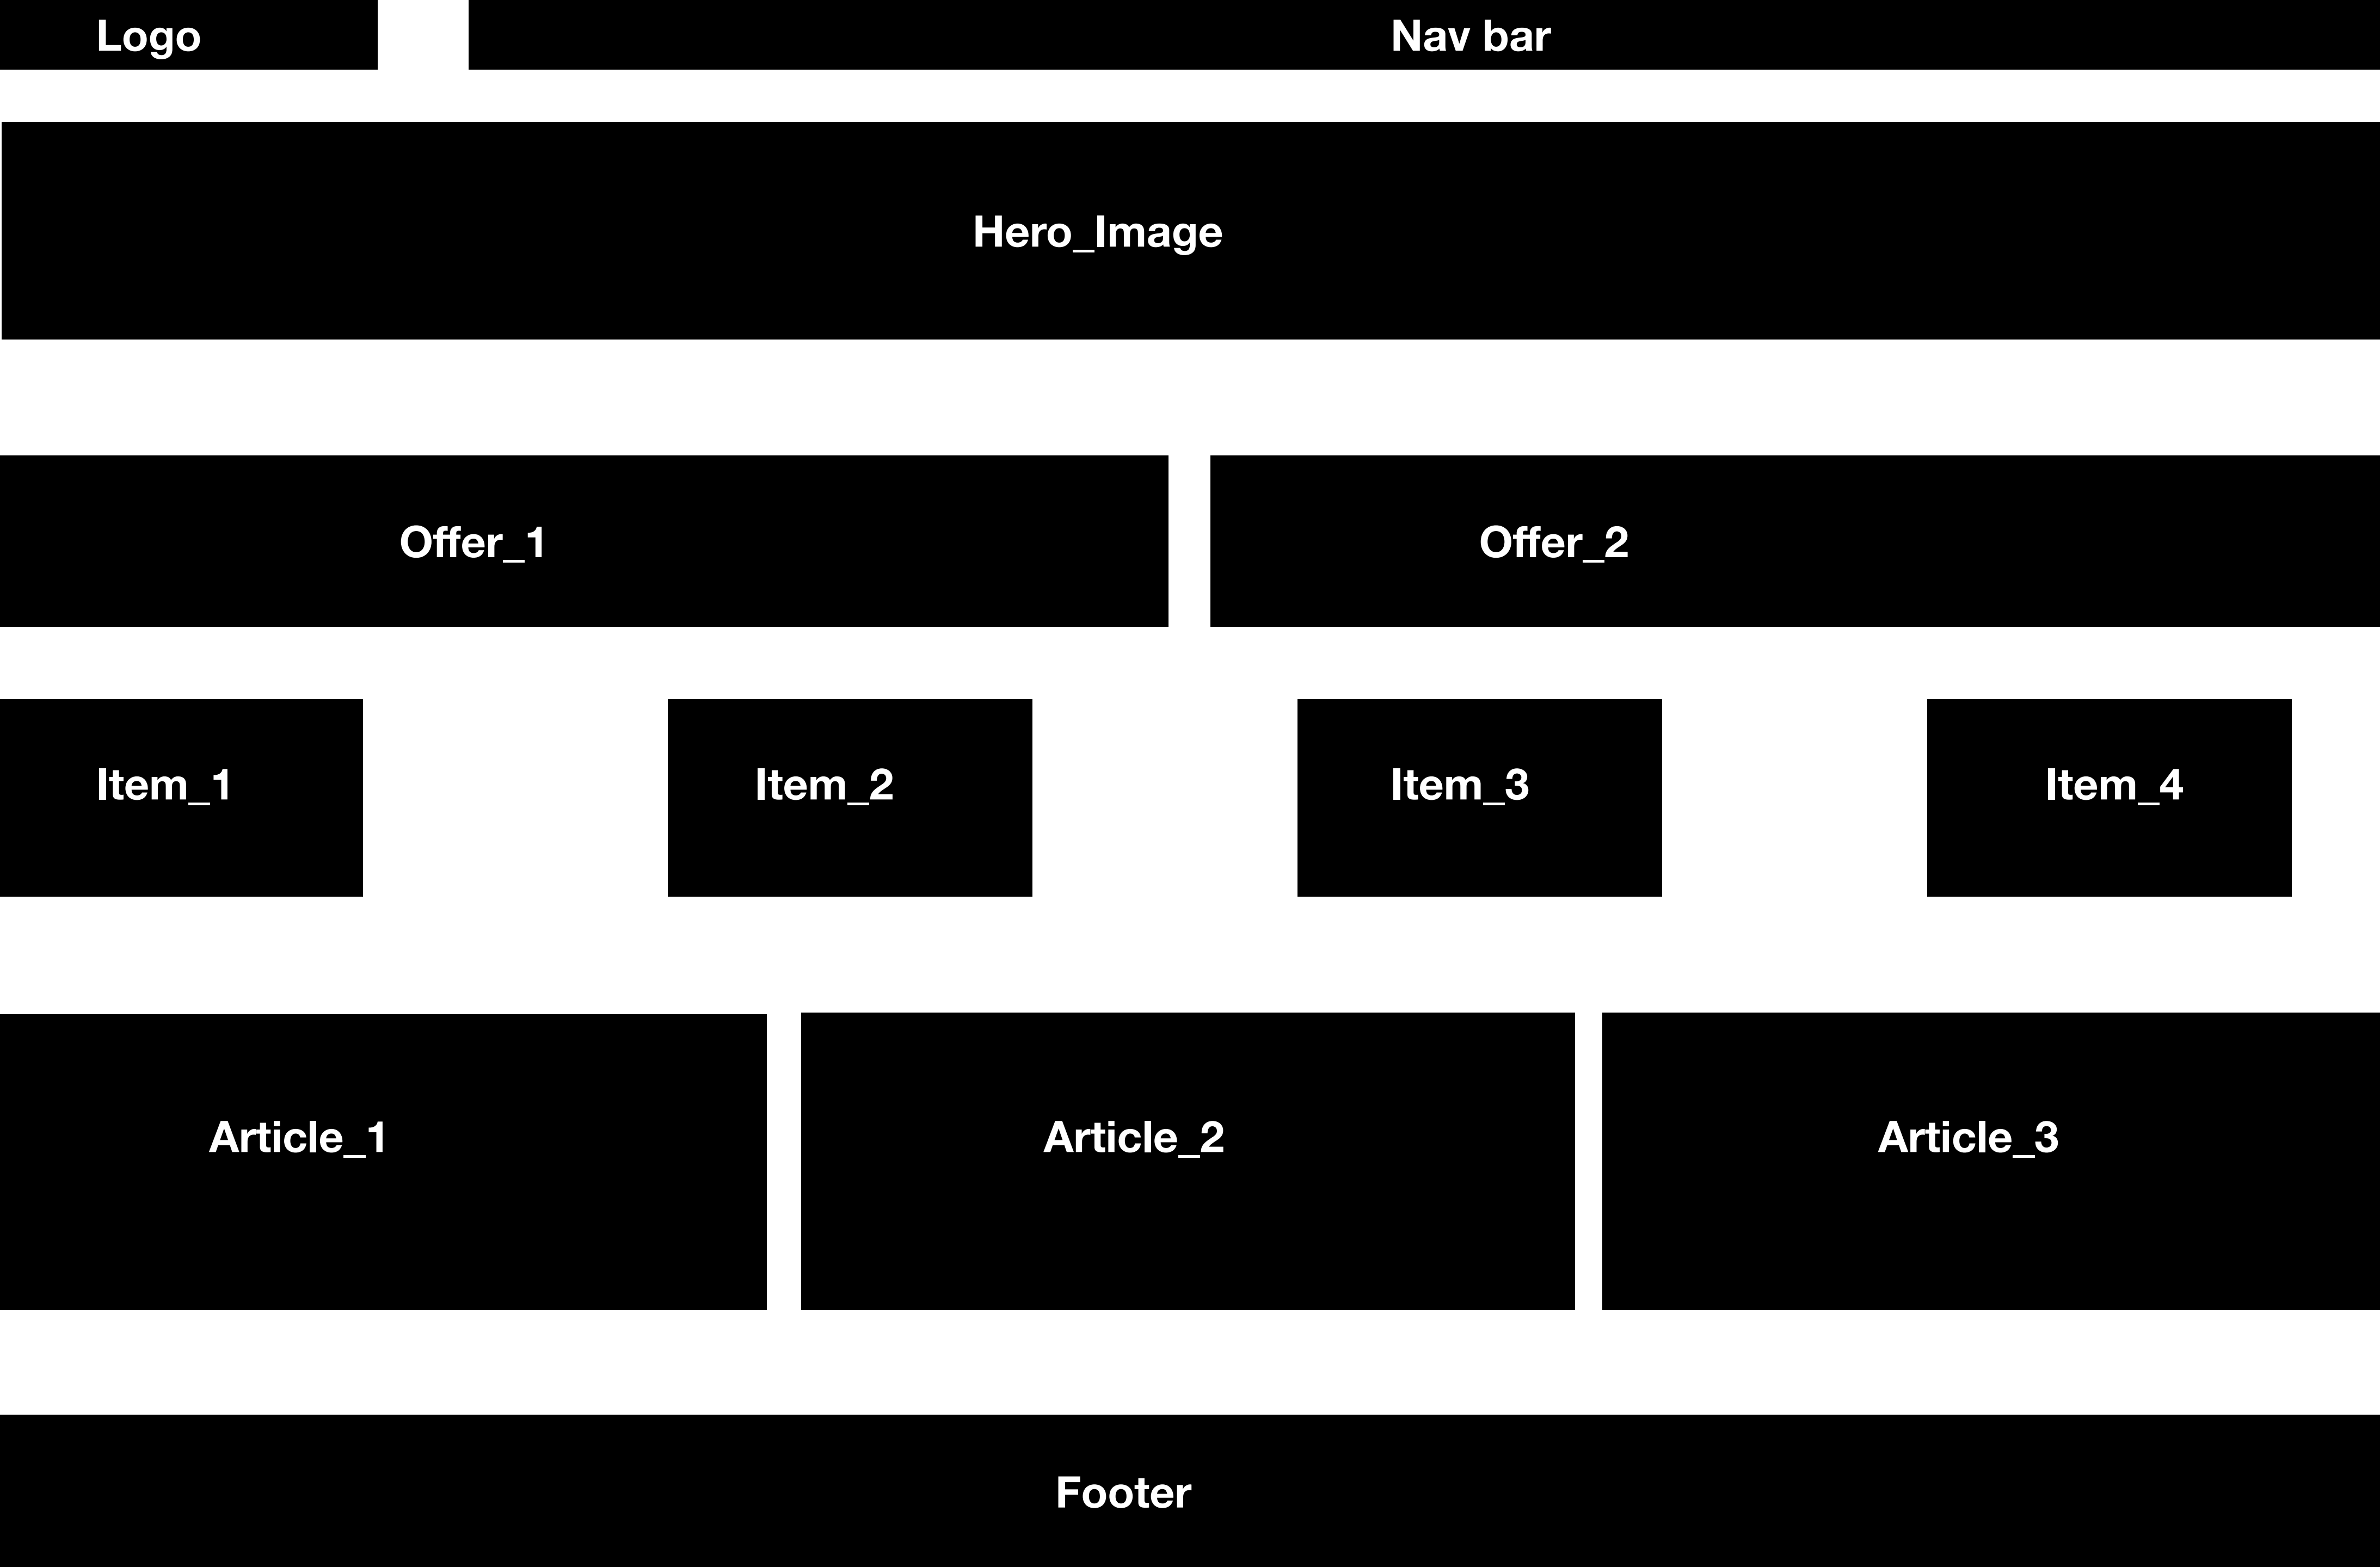 Logo
Nav bar
Hero_Image
Offer_1
Offer_2
Item_1
Item_2
Item_3
Item_4
Article_1
Article_2
Article_3
Footer